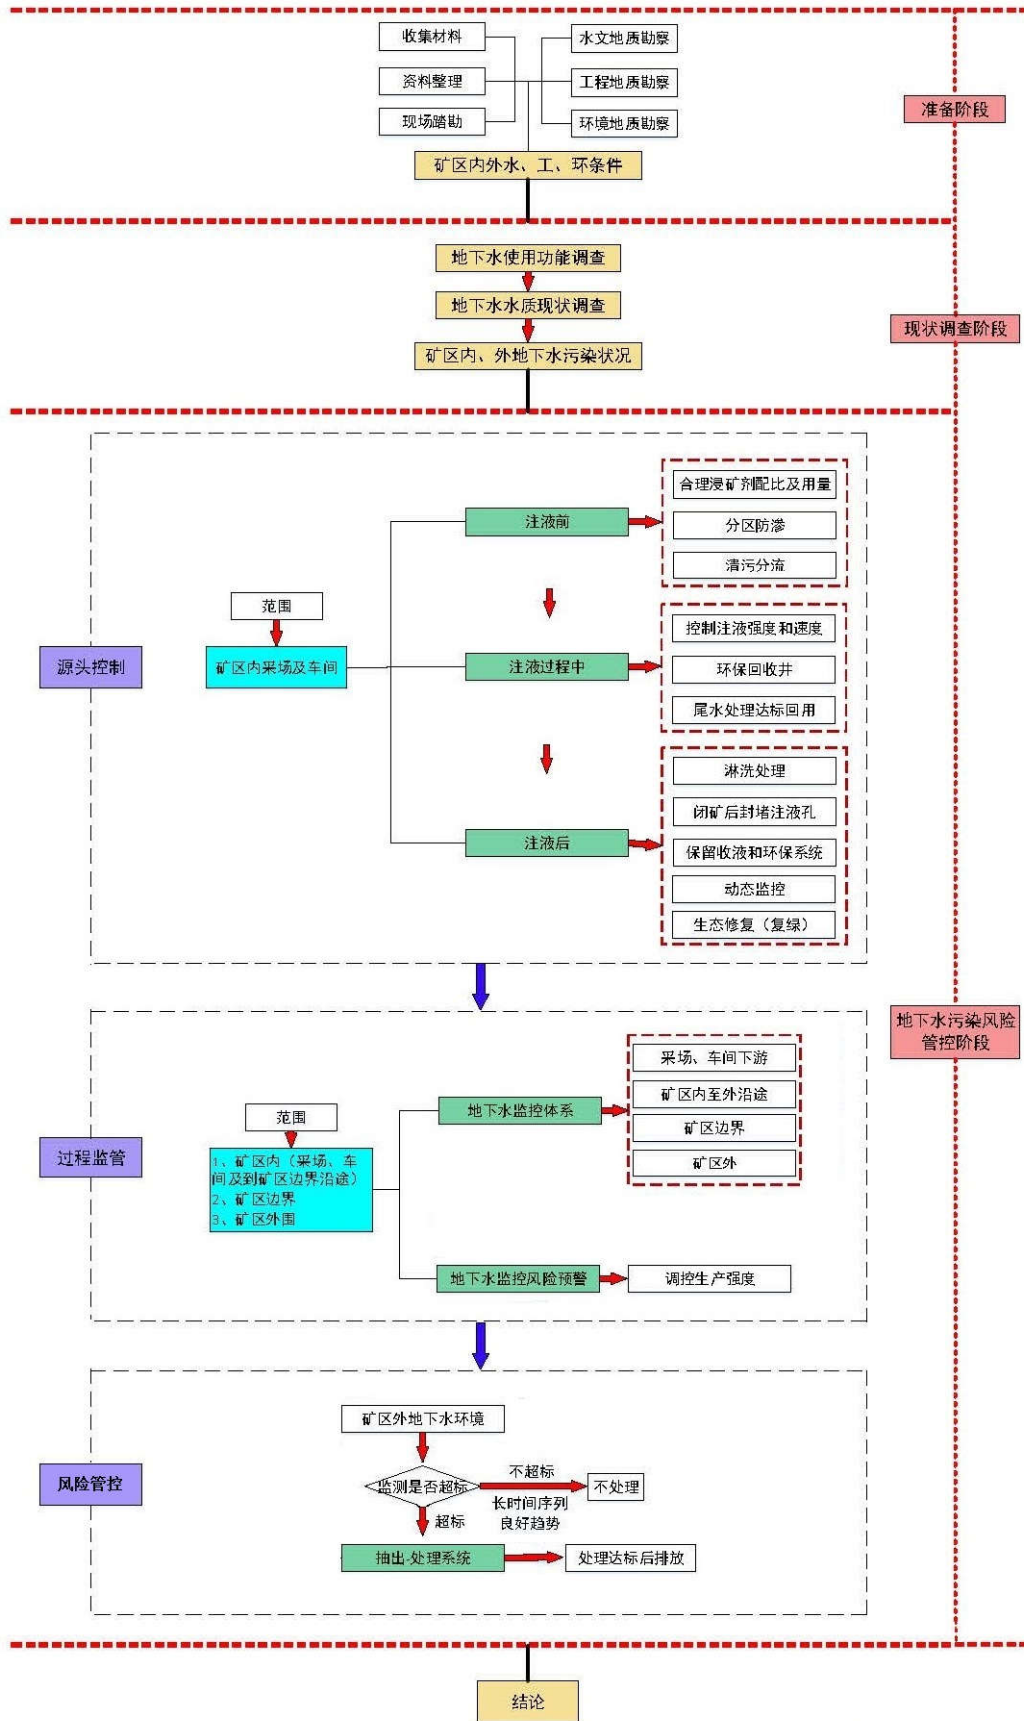 收集材料
资料整理
现场踏勘
水文地质勘察
工程地质勘察
环境地质勘察
矿区内外水、工、环条件
准备阶段
地下水使用功能调查
地下水水质现状调查
矿区内、外地下水污染状况
现状调查阶段
源头控制
范围
矿区内采场及车间
注液前
合理浸矿剂配比及用量
分区防渗
清污分流
注液过程中
控制注液强度和速度
环保回收井
尾水处理达标回用
注液后
淋洗处理
闭矿后封堵注液孔
保留收液和环保系统
动态监控
生态修复（复绿）
地下水污染风险
管控阶段
过程监管
范围
1、矿区内（采场、车
间及到矿区边界沿途）
2、矿区边界
3、矿区外围
地下水监控体系
采场、车间下游
矿区内至外沿途
矿区边界
矿区外
地下水监控风险预警
调控生产强度
风险管控
矿区外地下水环境
监测是否超标
不超标
长时间序列
良好趋势
不处理
超标
抽出-处理系统
处理达标后排放
结论